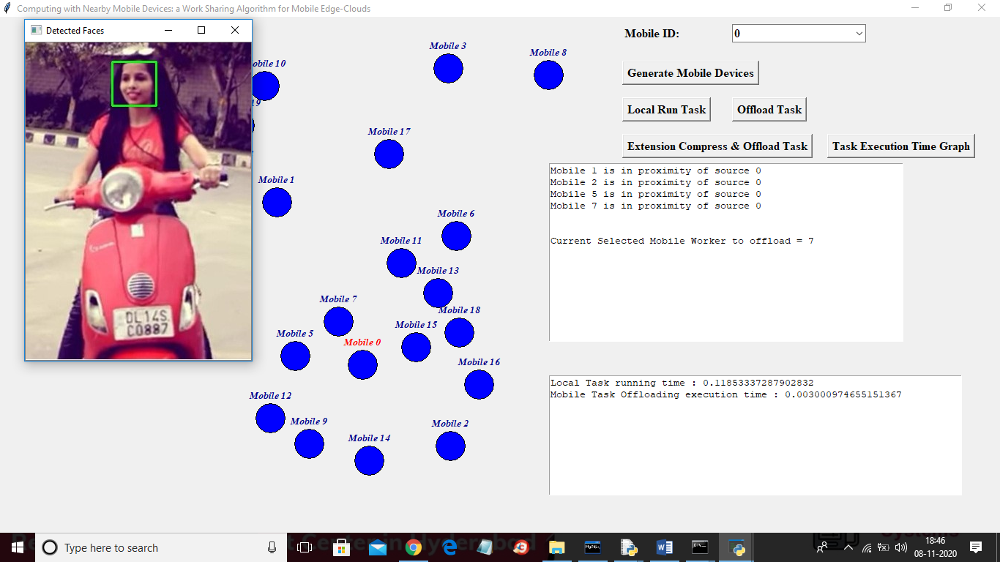 Computing with Nearby Mobile Devices: a Work Sharing Algorithm for Mobile Edge-Clouds
Detected Faces
DL14S
C0887
obile 10
19
Mobile 3
Mobile 8
Mobile 17
Mobile 1
Mobile 6
Mobile 11
Mobile 13
Mobile 7
Mobile 18
Mobile 15
Mobile 5
Mobile 0
Mobile 16
Mobile 12
Mobile 9
Mobile 2
Mobile 14
Mobile ID:
0
Generate Mobile Devices
Local Run Task
Offload Task
Extension Compress & Offload Task
Task Execution Time Graph
Mobile 1 is in proximity of source 0
Mobile 2 is in proximity of source 0
Mobile 5 is in proximity of source 0
Mobile 7 is in proximity of source 0
Current Selected Mobile Worker to offload = 7
Local Task running time : 0.11853337287902832
Mobile Task Offloading execution time : 0.003000974655151367
Type here to search
MySQL
18:46
08-11-2020